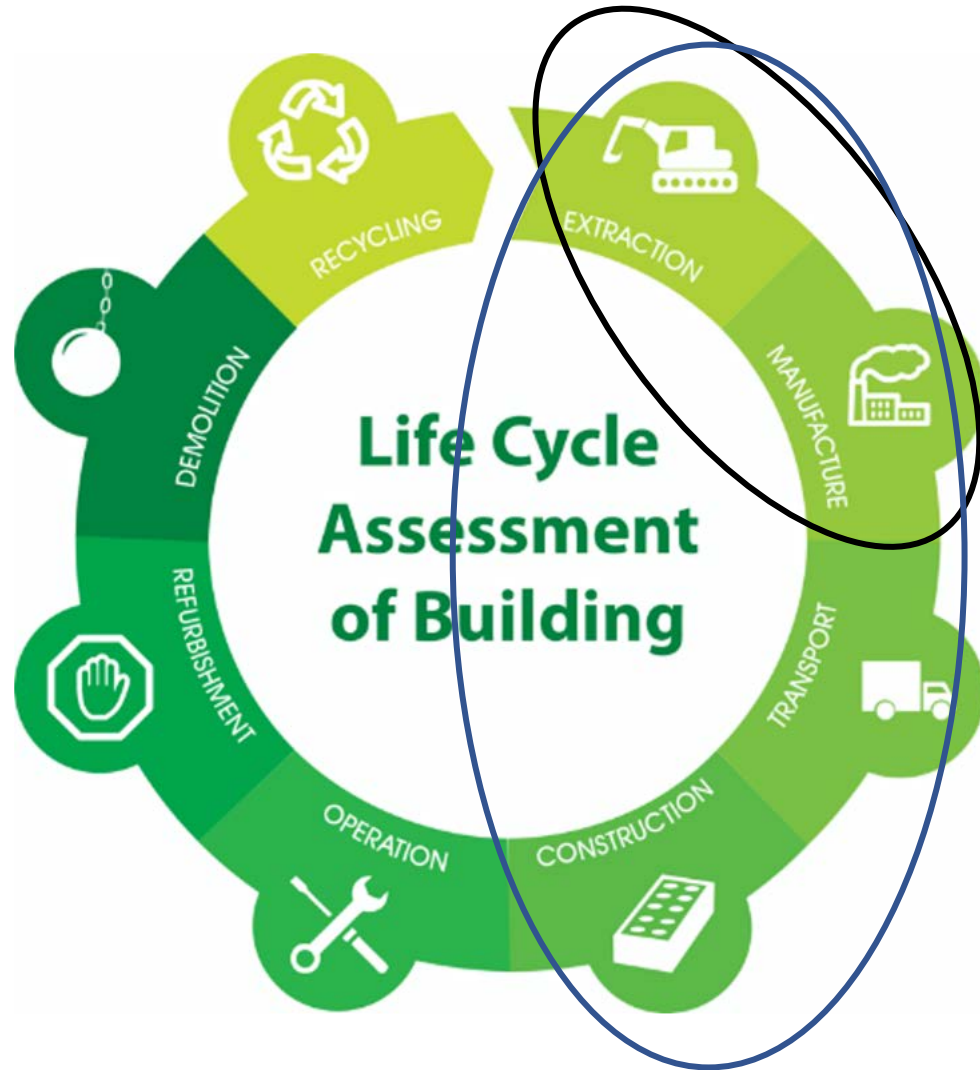 Life Cycle
Assessment
of Building
EXTRACTION
MANUFACTURE
TRANSPORT
CONSTRUCTION
OPERATION
REFURBISHMENT
DEMOLITION
RECYCLING